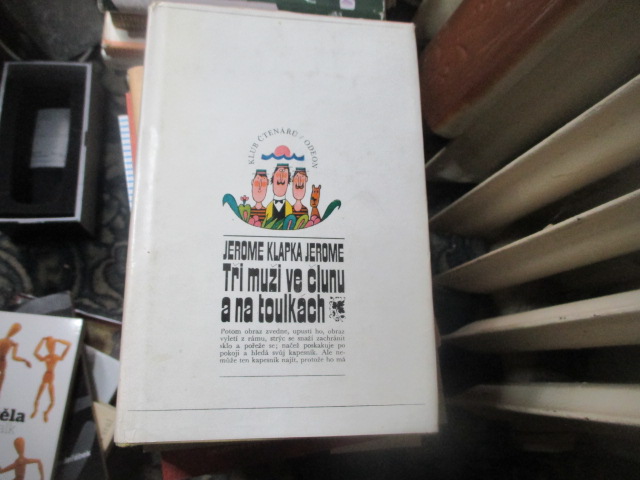 KLUB ČTENÁŘŮ / ODEON
JEROME KLAPKA JEROME
Tři muži ve člunu
a na toulkách
Potom obraz zvedne, upustí ho, obraz
vyletí z rámu, strýc se snaží zachránit
sklo a pořeže se; načež poskakuje po
pokoji a hledá svůj kapesník. Ale ne-
může ten kapesník najít, protože ho má
ěla